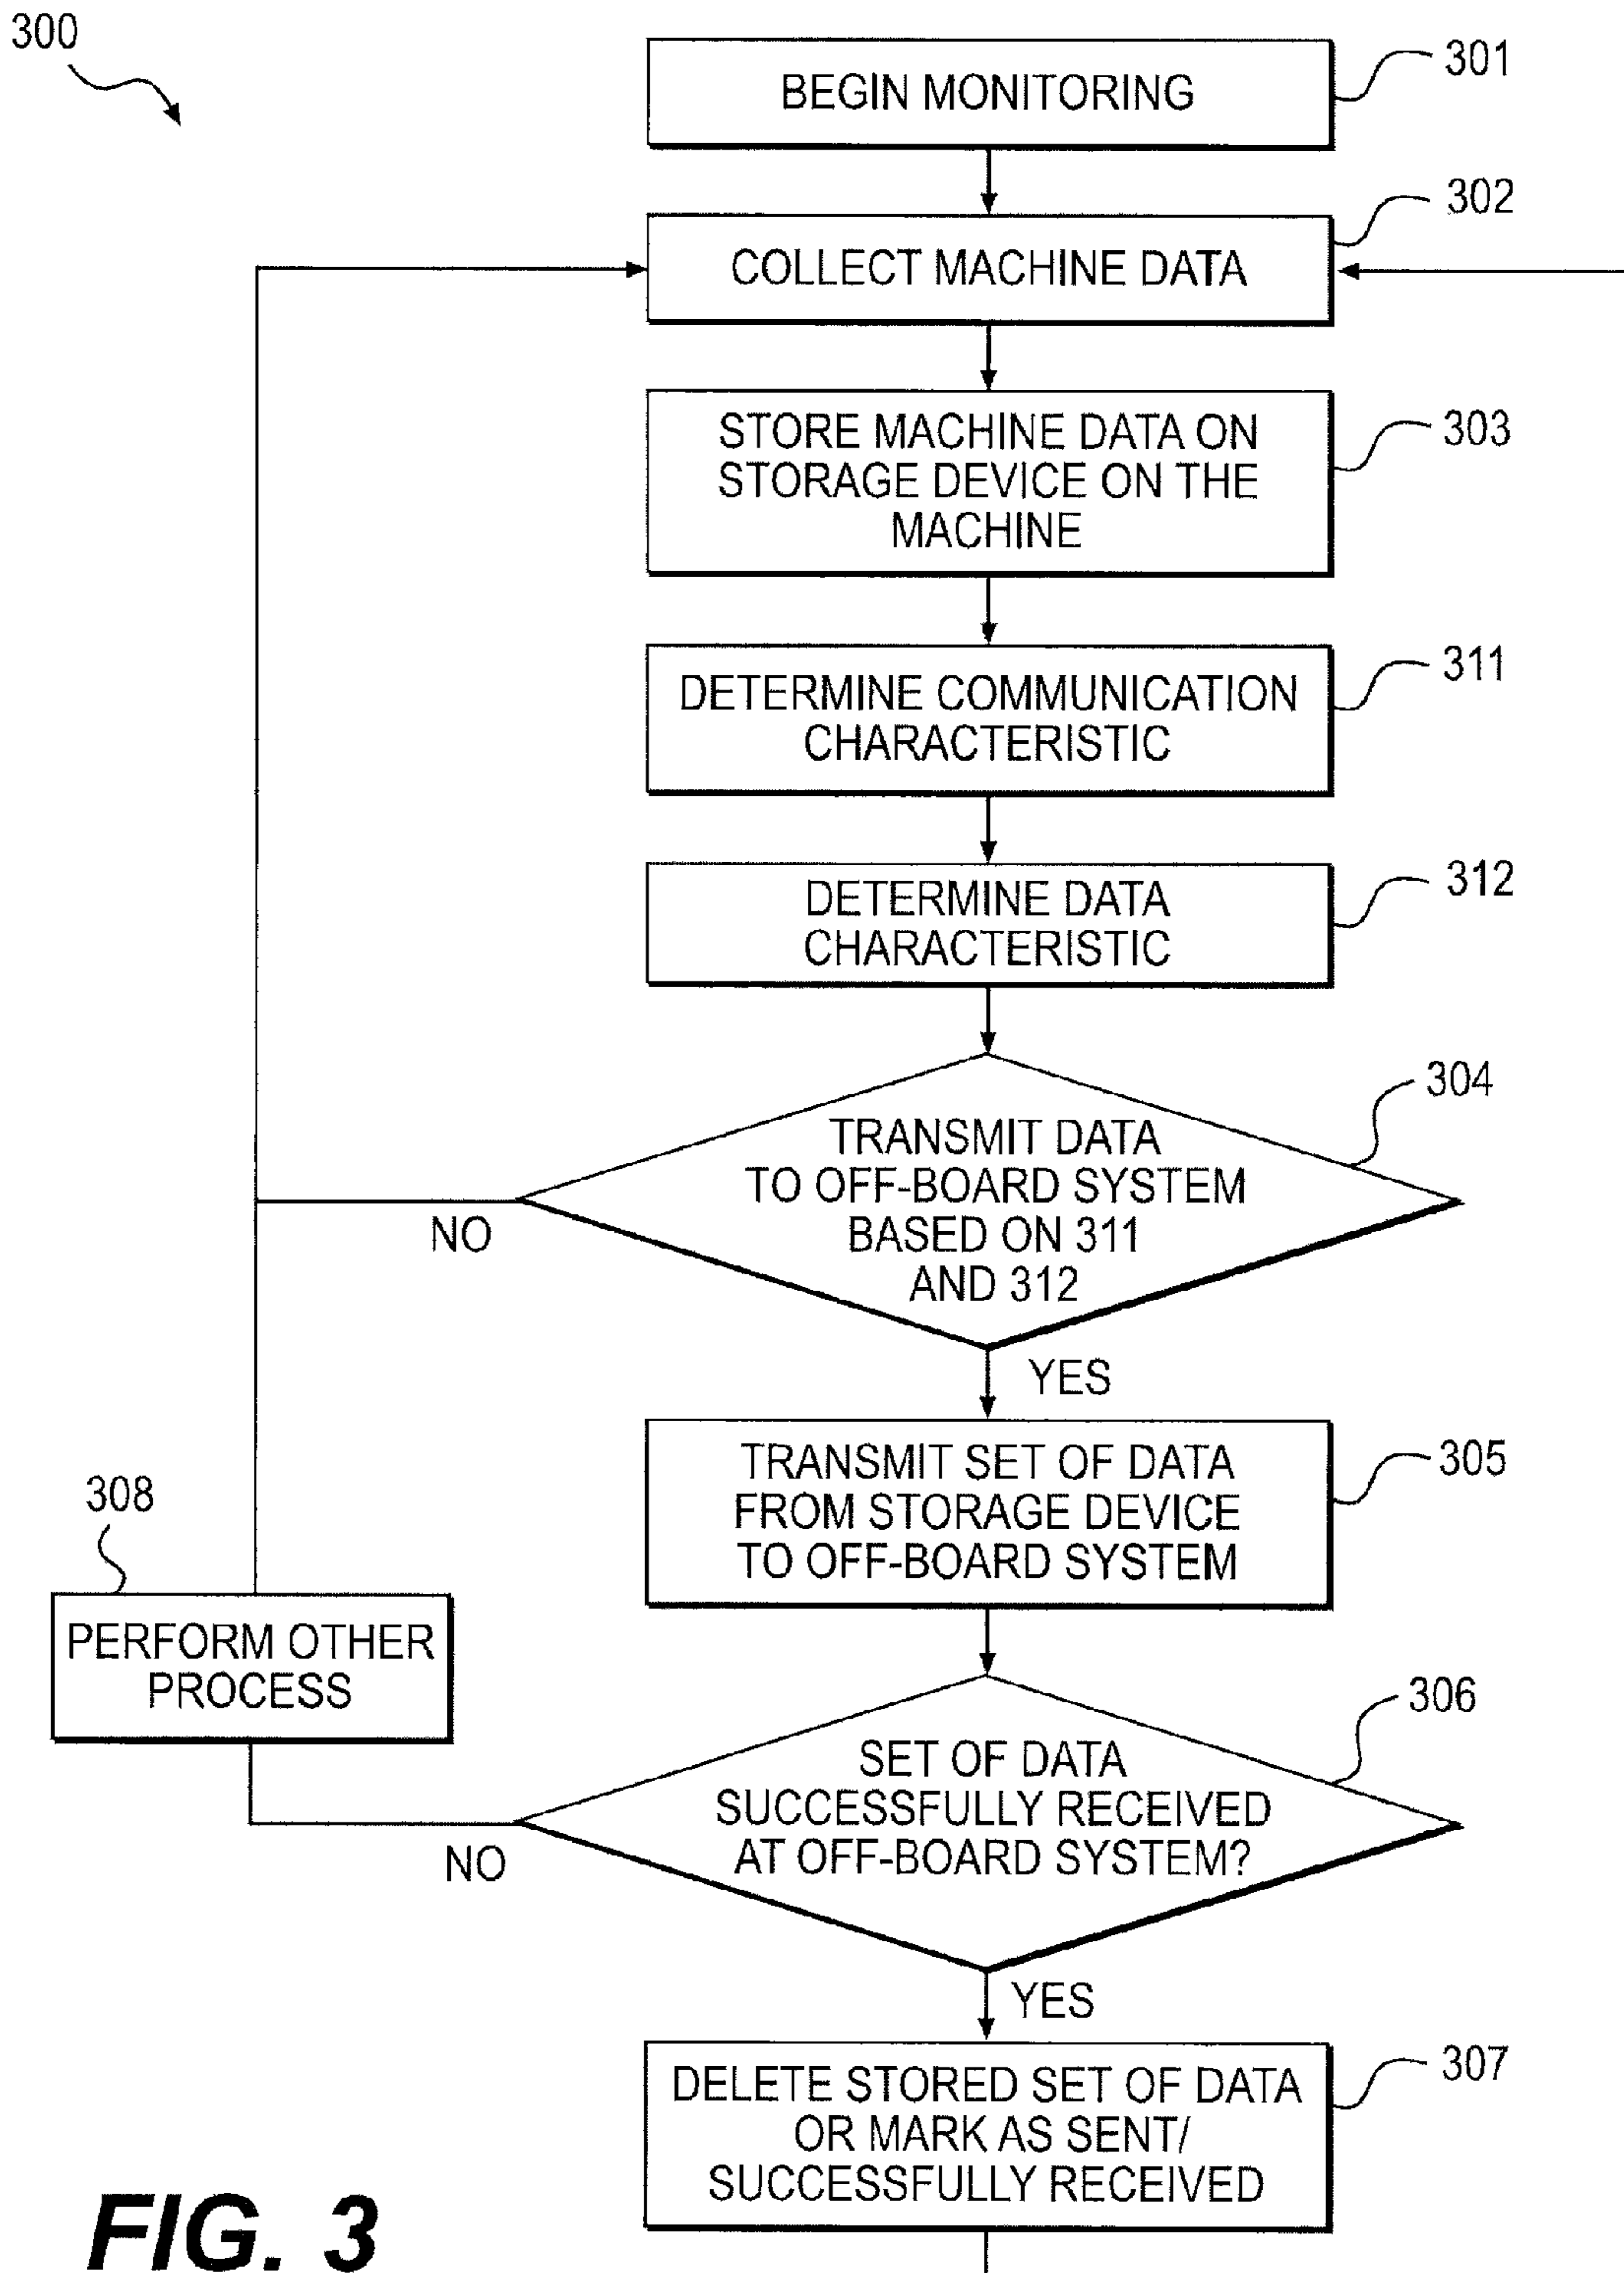 300
BEGIN MONITORING
301
COLLECT MACHINE DATA
302
STORE MACHINE DATA ON
STORAGE DEVICE ON THE
MACHINE
303
DETERMINE COMMUNICATION
CHARACTERISTIC
311
DETERMINE DATA
CHARACTERISTIC
312
TRANSMIT DATA
TO OFF-BOARD SYSTEM
BASED ON 311
AND 312
304
NO
YES
TRANSMIT SET OF DATA
FROM STORAGE DEVICE
TO OFF-BOARD SYSTEM
305
308
PERFORM OTHER
PROCESS
SET OF DATA
SUCCESSFULLY RECEIVED
AT OFF-BOARD SYSTEM?
306
NO
YES
DELETE STORED SET OF DATA
OR MARK AS SENT/
SUCCESSFULLY RECEIVED
307
FIG. 3